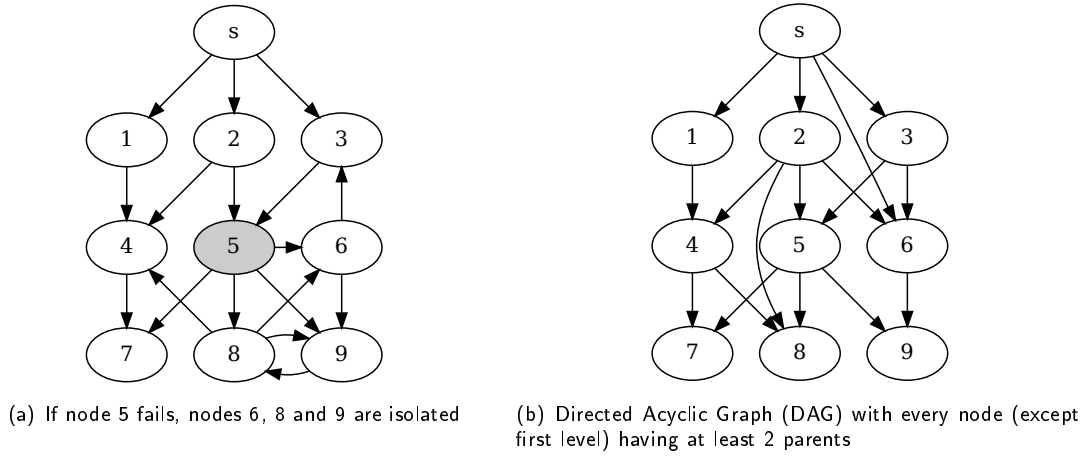 s
1 2 3
4 5 6
7 8 9
(a) If node 5 fails, nodes 6, 8 and 9 are isolated
s
1 2 3
4 5 6
7 8 9
(b) Directed Acyclic Graph (DAG) with every node (except
first level) having at least 2 parents